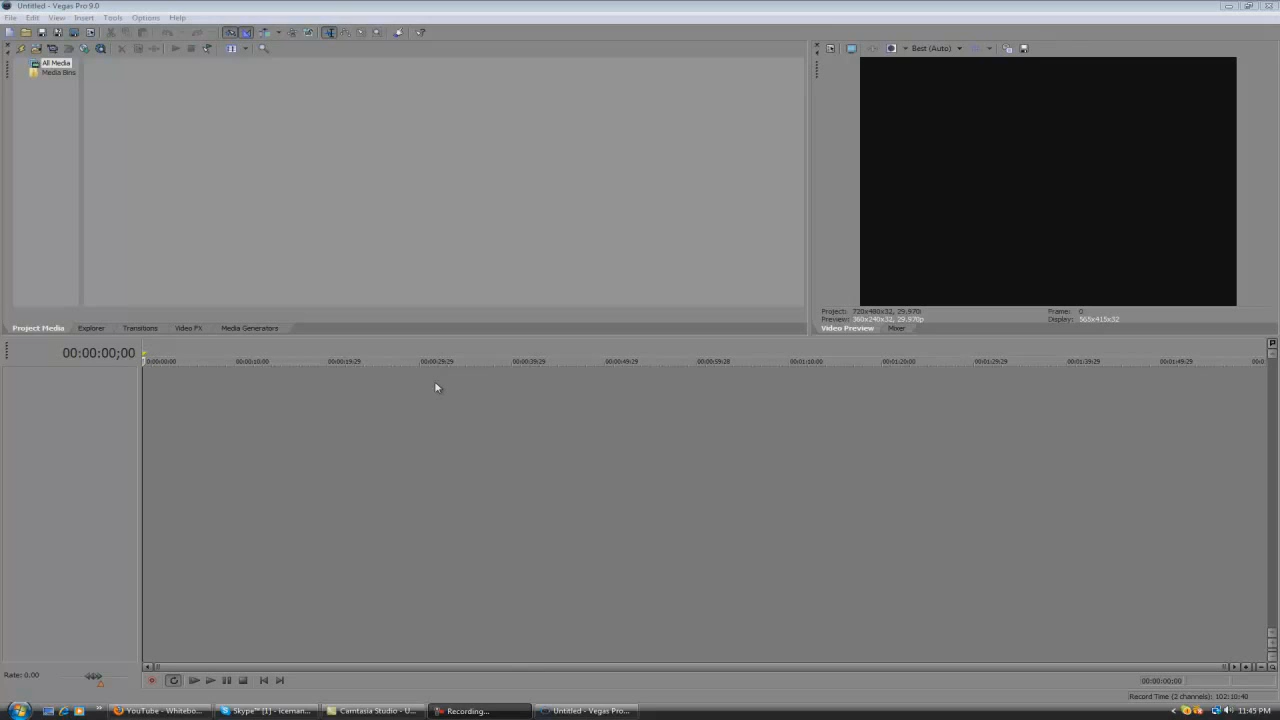 Untitled - Vegas Pro 9.0
File Edit View Insert Tools Options Help
Best (Auto)
All Media
Media Bins
Project: 720x480x32, 29.970i Frame: 0
Preview: 360x240x32, 29.970p Display: 565x415x32
Project Media Explorer Transitions Video FX Media Generators
Video Preview Mixer
00:00:00;00
00:00:10;00 00:00:19;29 00:00:29;29 00:00:39;29 00:00:49;29 00:00:59;28 00:01:10;00 00:01:20;00 00:01:29;29 00:01:39;29 00:01:49;29
Rate: 0.00
00:00:00;00
Record Time (2 channels): 102:10:40
YouTube - Whitebo... Skype™ [1] - iceman... Camtasia Studio - U... Recording... Untitled - Vegas Pro... 11:45 PM